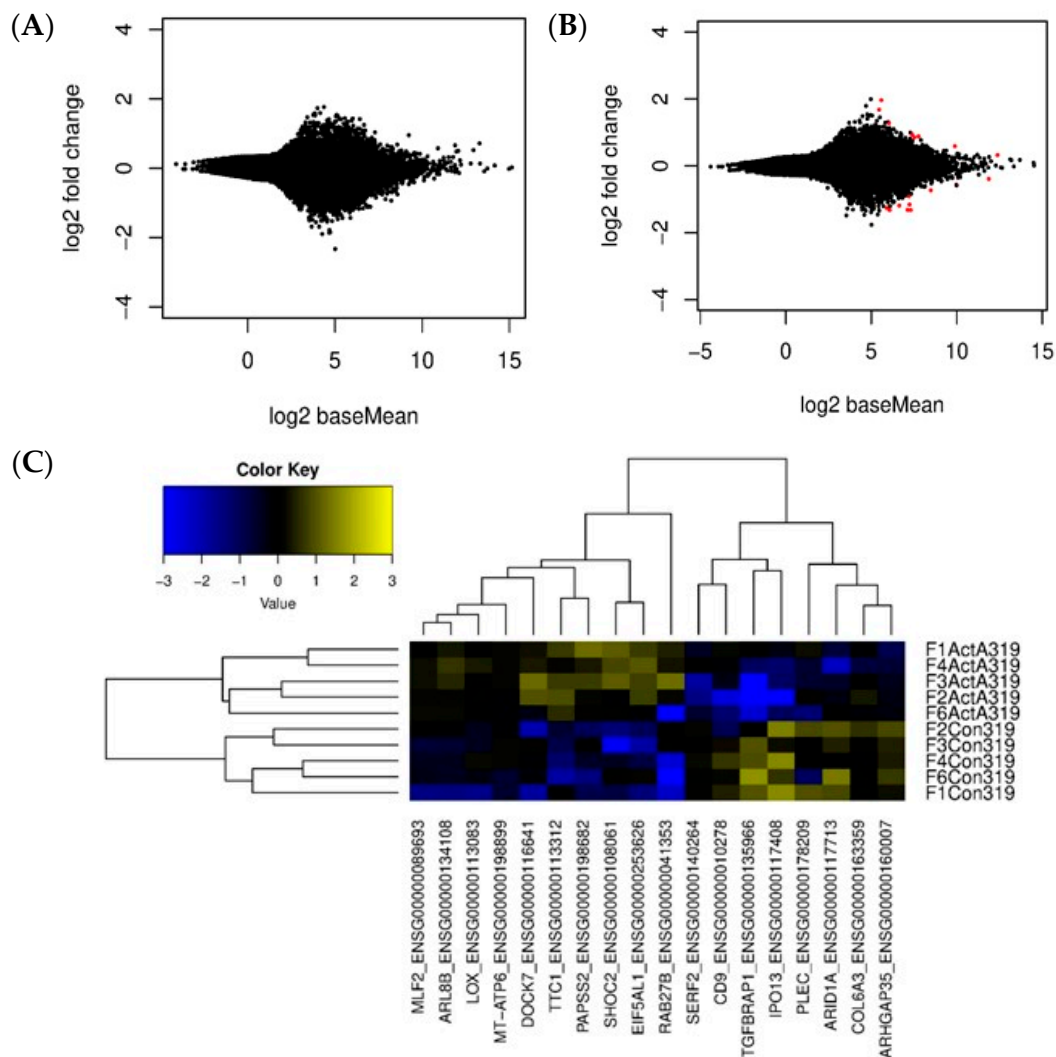 (A)
4
2
0
−2
−4
log2 fold change
0 5 10 15
log2 baseMean
(B)
4
2
0
−2
−4
log2 fold change
−5 0 5 10 15
log2 baseMean
(C)
Color Key
−3 −2 −1 0 1 2 3
Value
F1ActA319
F4ActA319
F3ActA319
F2ActA319
F6ActA319
F2Con319
F3Con319
F4Con319
F6Con319
F1Con319
MLF2_ENSG00000089693
ARL8B_ENSG00000134108
LOX_ENSG00000113083
MT−ATP6_ENSG00000198899
DOCK7_ENSG00000116641
TTC1_ENSG00000113312
PAPSS2_ENSG00000198682
SHOC2_ENSG00000108061
EIF5AL1_ENSG00000253626
RAB27B_ENSG00000041353
SERF2_ENSG00000140264
CD9_ENSG00000010278
TGFBRAP1_ENSG00000135966
IPO13_ENSG00000117408
PLEC_ENSG00000178209
ARID1A_ENSG00000117713
COL6A3_ENSG00000163359
ARHGAP35_ENSG00000160007